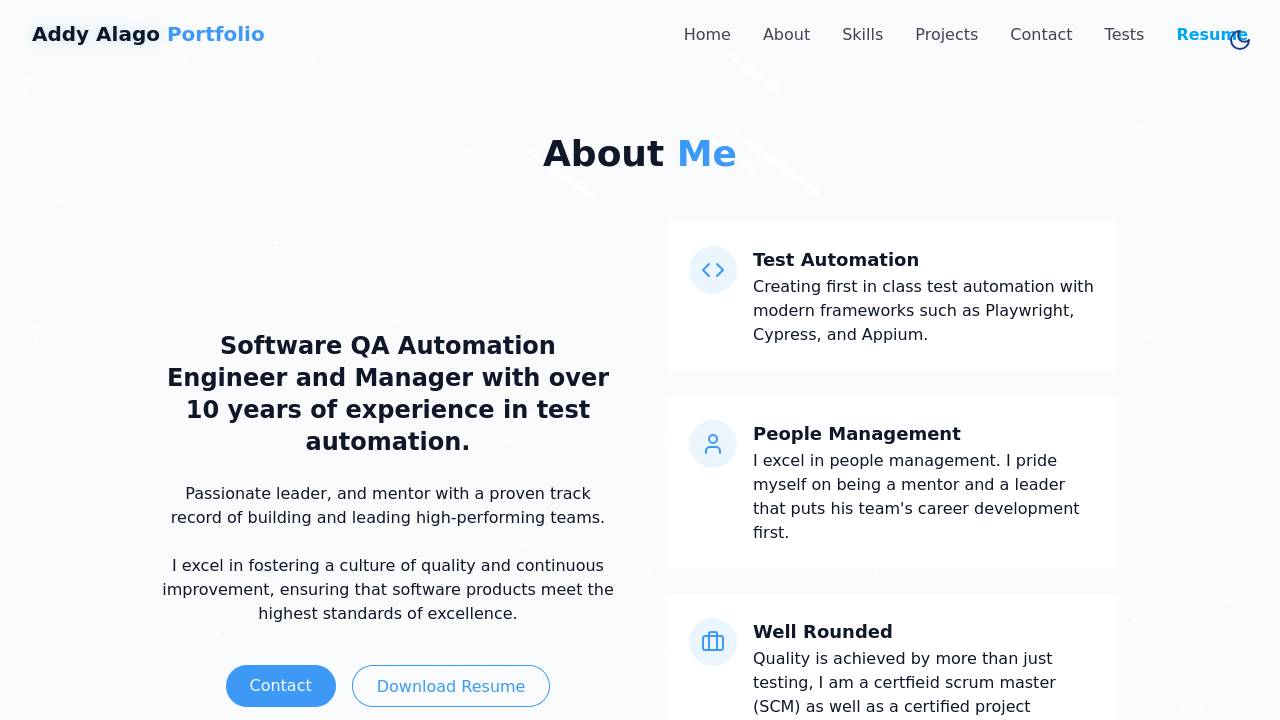 Addy Alago Portfolio
Home About Skills Projects Contact Tests Resume
About Me
Software QA Automation
Engineer and Manager with over
10 years of experience in test
automation.
Passionate leader, and mentor with a proven track
record of building and leading high-performing teams.
I excel in fostering a culture of quality and continuous
improvement, ensuring that software products meet the
highest standards of excellence.
Contact Download Resume
Test Automation
Creating first in class test automation with
modern frameworks such as Playwright,
Cypress, and Appium.
People Management
I excel in people management. I pride
myself on being a mentor and a leader
that puts his team's career development
first.
Well Rounded
Quality is achieved by more than just
testing, I am a certfieid scrum master
(SCM) as well as a certified project